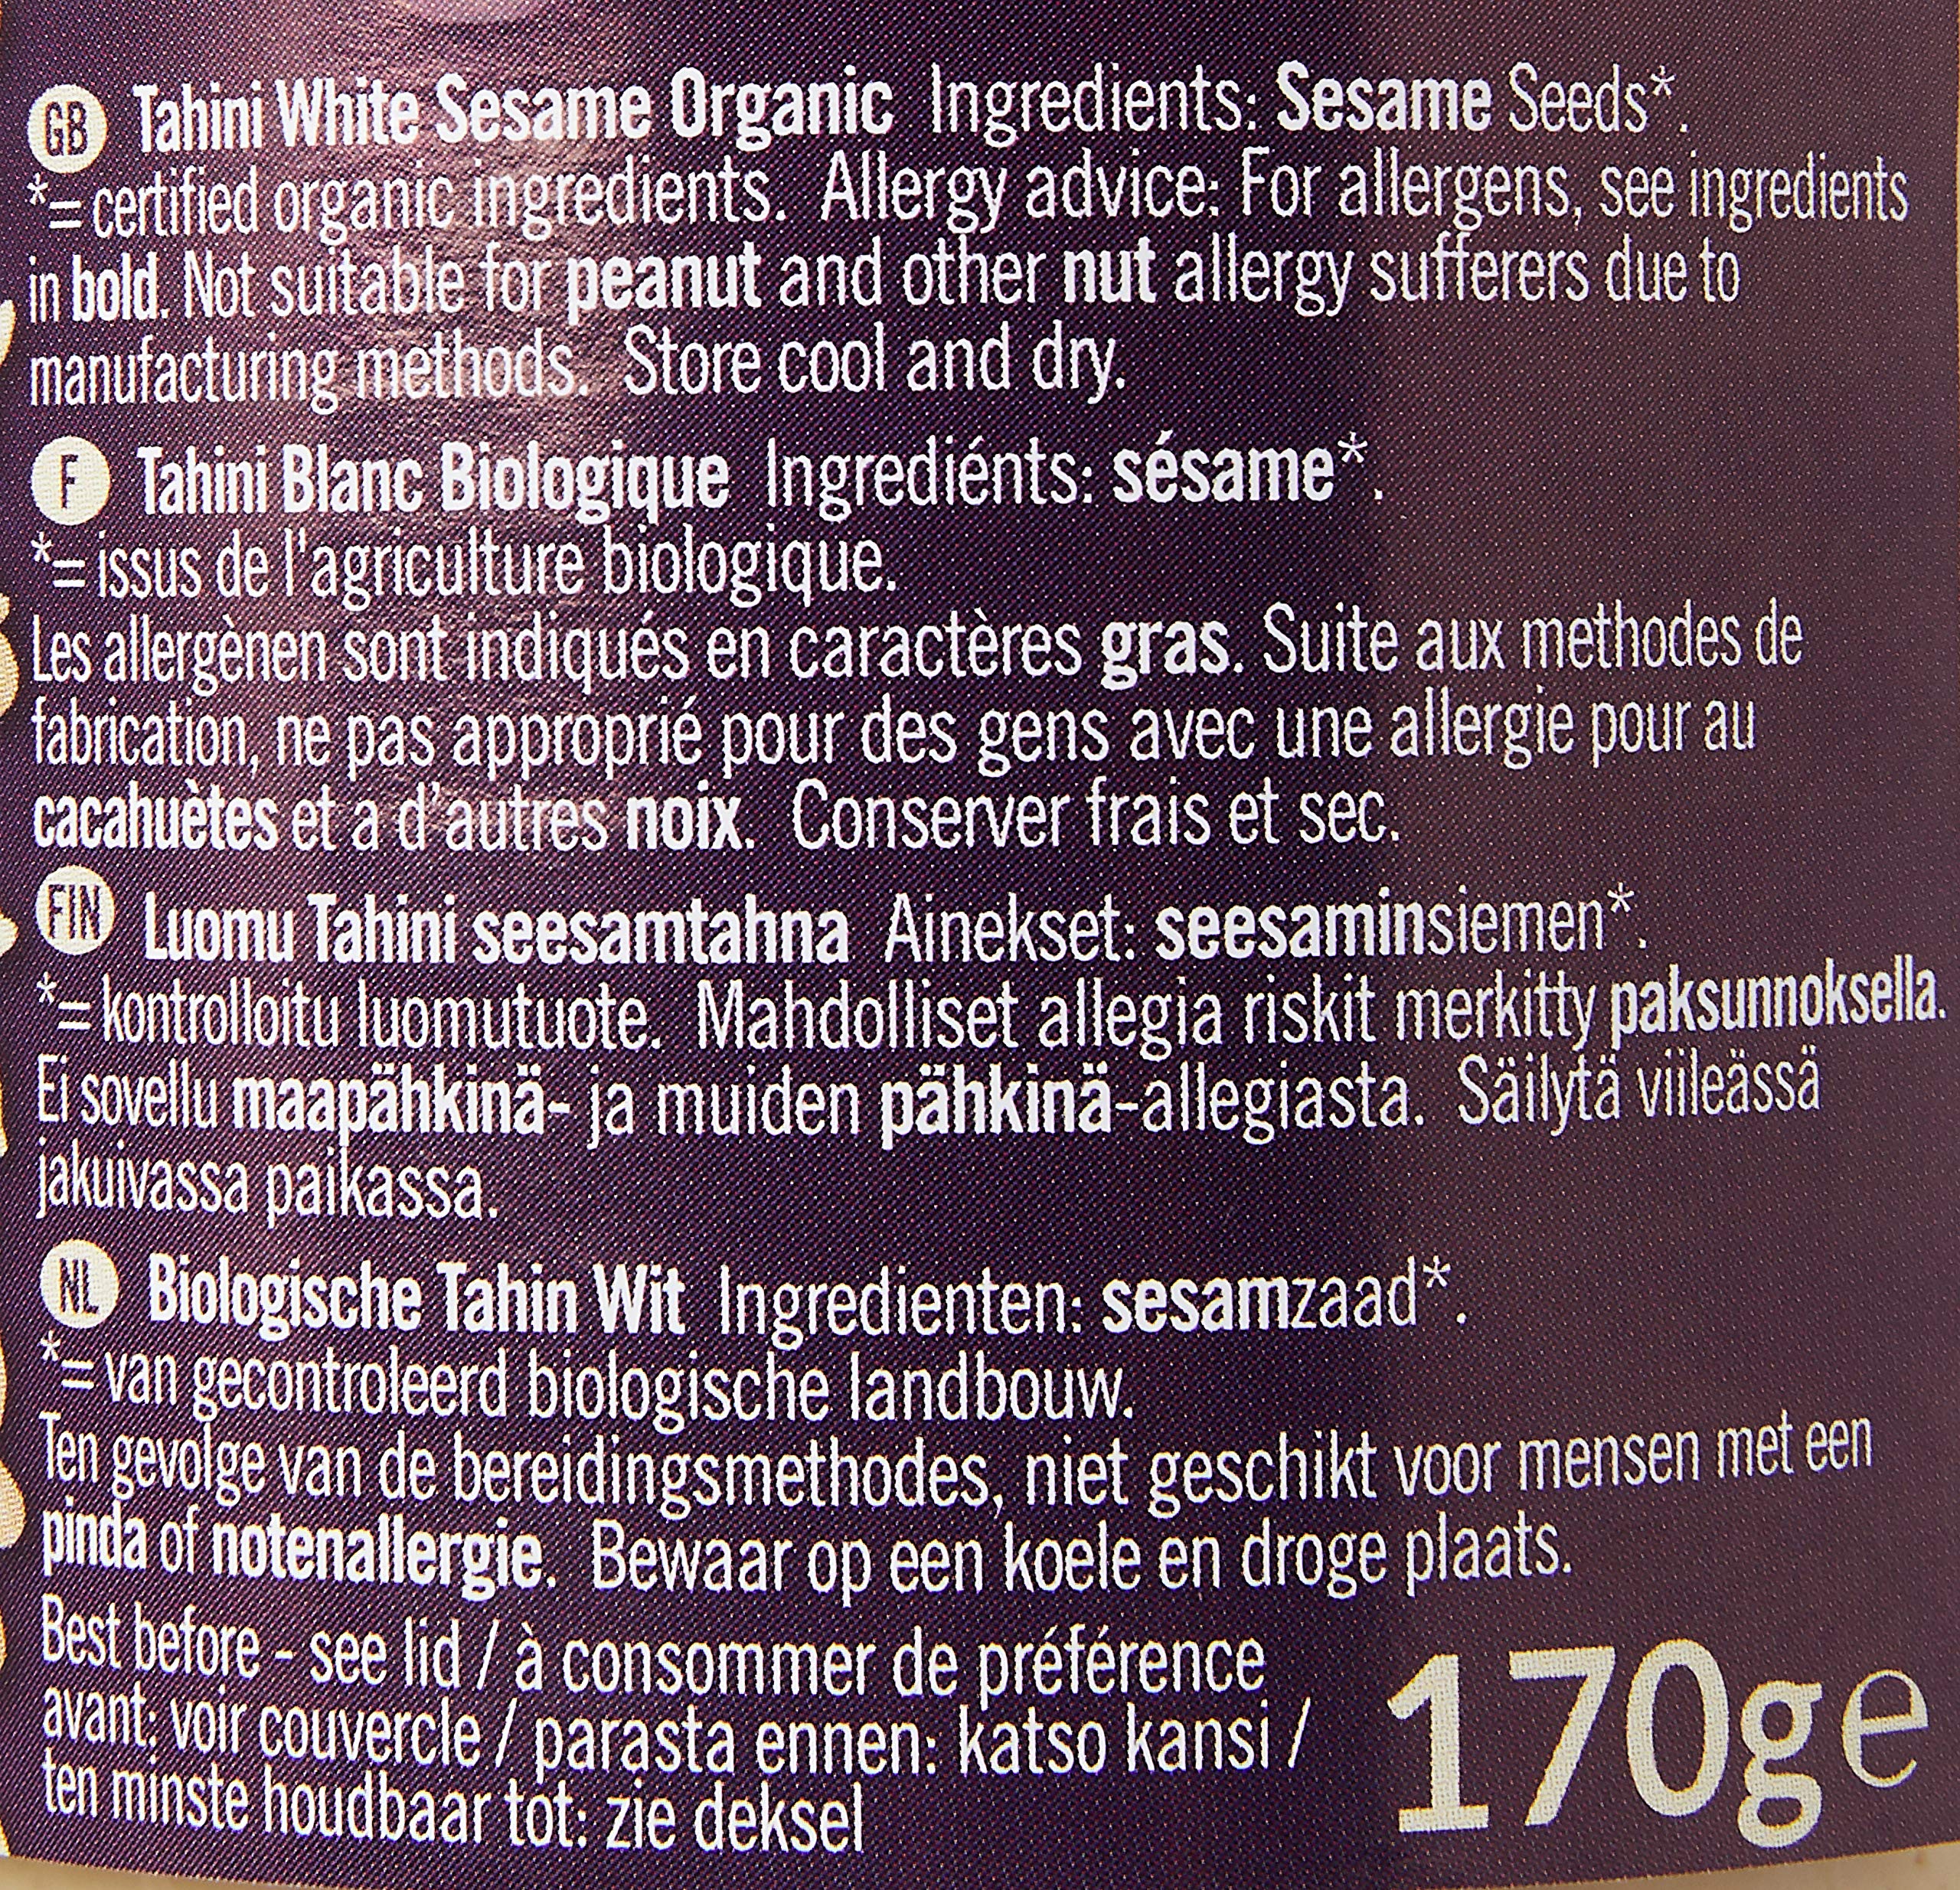 GB Tahini White Sesame Organic Ingredients: Sesame Seeds*.
*= certified organic ingredients. Allergy advice: For allergens, see ingredients
in bold. Not suitable for peanut and other nut allergy sufferers due to
manufacturing methods. Store cool and dry.
F Tahini Blanc Biologique Ingrediénts: sésame*.
*= issus de l'agriculture biologique.
Les allergènen sont indiqués en caractères gras. Suite aux methodes de
fabrication, ne pas approprié pour des gens avec une allergie pour au
cacahuètes et a d'autres noix. Conserver frais et sec.
FIN Luomu Tahini seesamtahna Ainekset: seesaminsiemen*.
*= kontrolloitu luomutuote. Mahdolliset allegia riskit merkitty paksunnoksella.
Ei sovellu maapähkinä- ja muiden pähkinä-allegiasta. Säilytä viileässä
jakuivassa paikassa.
NL Biologische Tahin Wit Ingredienten: sesamzaad*.
*= van gecontroleerd biologische landbouw.
Ten gevolge van de bereidingsmethodes, niet geschikt voor mensen met een
pinda of notenallergie. Bewaar op een koele en droge plaats.
Best before - see lid / à consommer de préférence
avant: voir couvercle / parasta ennen: katso kansi /
ten minste houdbaar tot: zie deksel
170g e